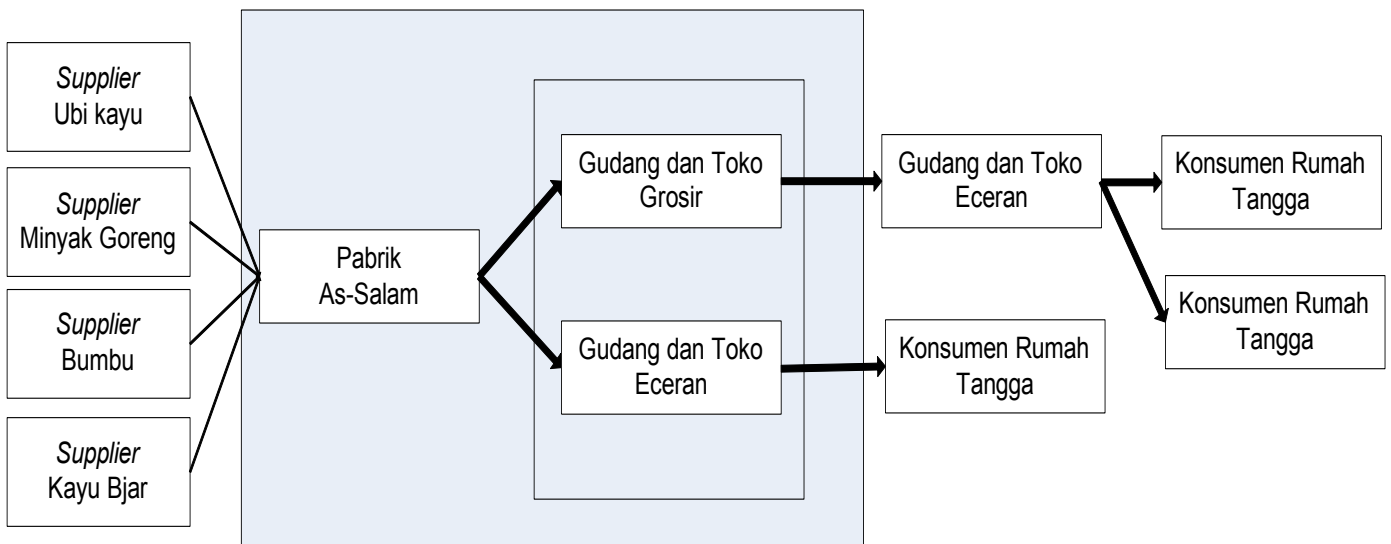 Supplier
Ubi kayu
Supplier
Minyak Goreng
Supplier
Bumbu
Supplier
Kayu Bjar
Pabrik
As-Salam
Gudang dan Toko
Grosir
Gudang dan Toko
Eceran
Gudang dan Toko
Eceran
Konsumen Rumah
Tangga
Konsumen Rumah
Tangga
Konsumen Rumah
Tangga